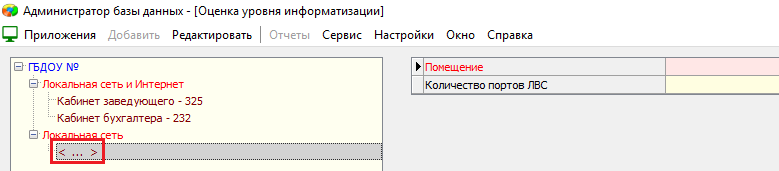 Администратор базы данных - [Оценка уровня информатизации]
Приложения Добавить Редактировать Отчеты Сервис Настройки Окно Справка
ГБДОУ №
Локальная сеть и Интернет
Кабинет заведующего - 325
Кабинет бухгалтера - 232
Локальная сеть
< ... >
Помещение
Количество портов ЛВС